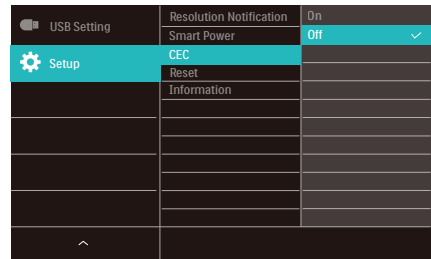 USB Setting
Setup
Resolution Notification
Smart Power
CEC
Reset
Information
On
Off